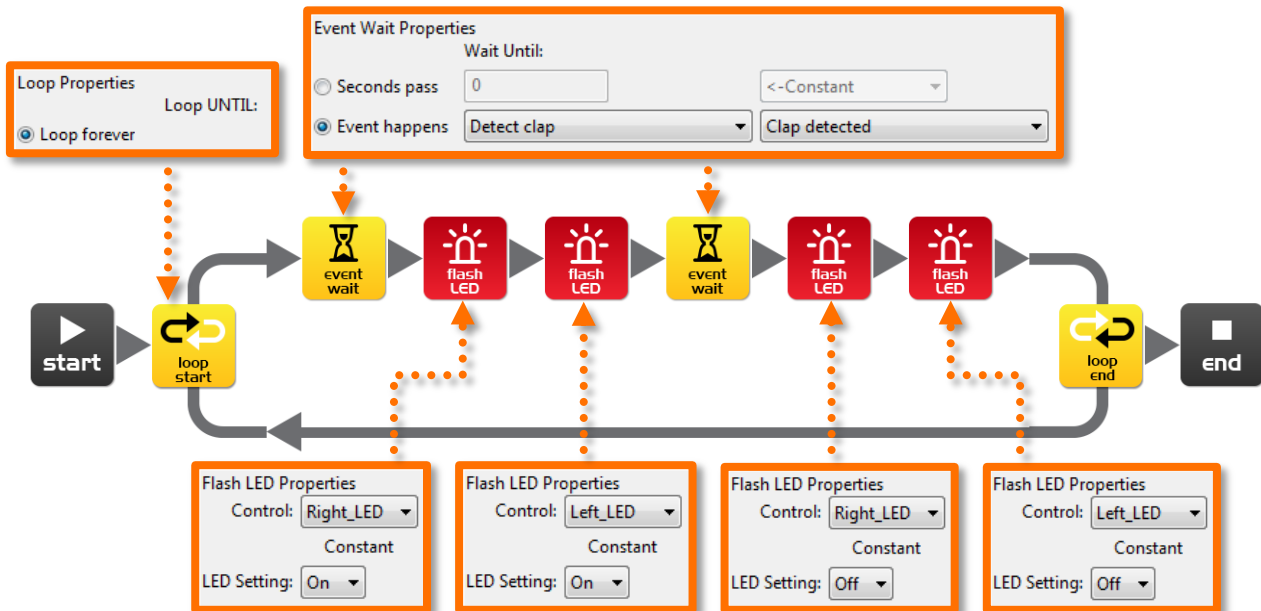 Event Wait Properties
Wait Until:
Seconds pass 0 <-Constant
Event happens Detect clap Clap detected
Loop Properties
Loop UNTIL:
Loop forever
event
wait
flash
LED
flash
LED
event
wait
flash
LED
flash
LED
start
loop
start
loop
end
end
Flash LED Properties
Control: Right_LED
Constant
LED Setting: On
Flash LED Properties
Control: Left_LED
Constant
LED Setting: On
Flash LED Properties
Control: Right_LED
Constant
LED Setting: Off
Flash LED Properties
Control: Left_LED
Constant
LED Setting: Off